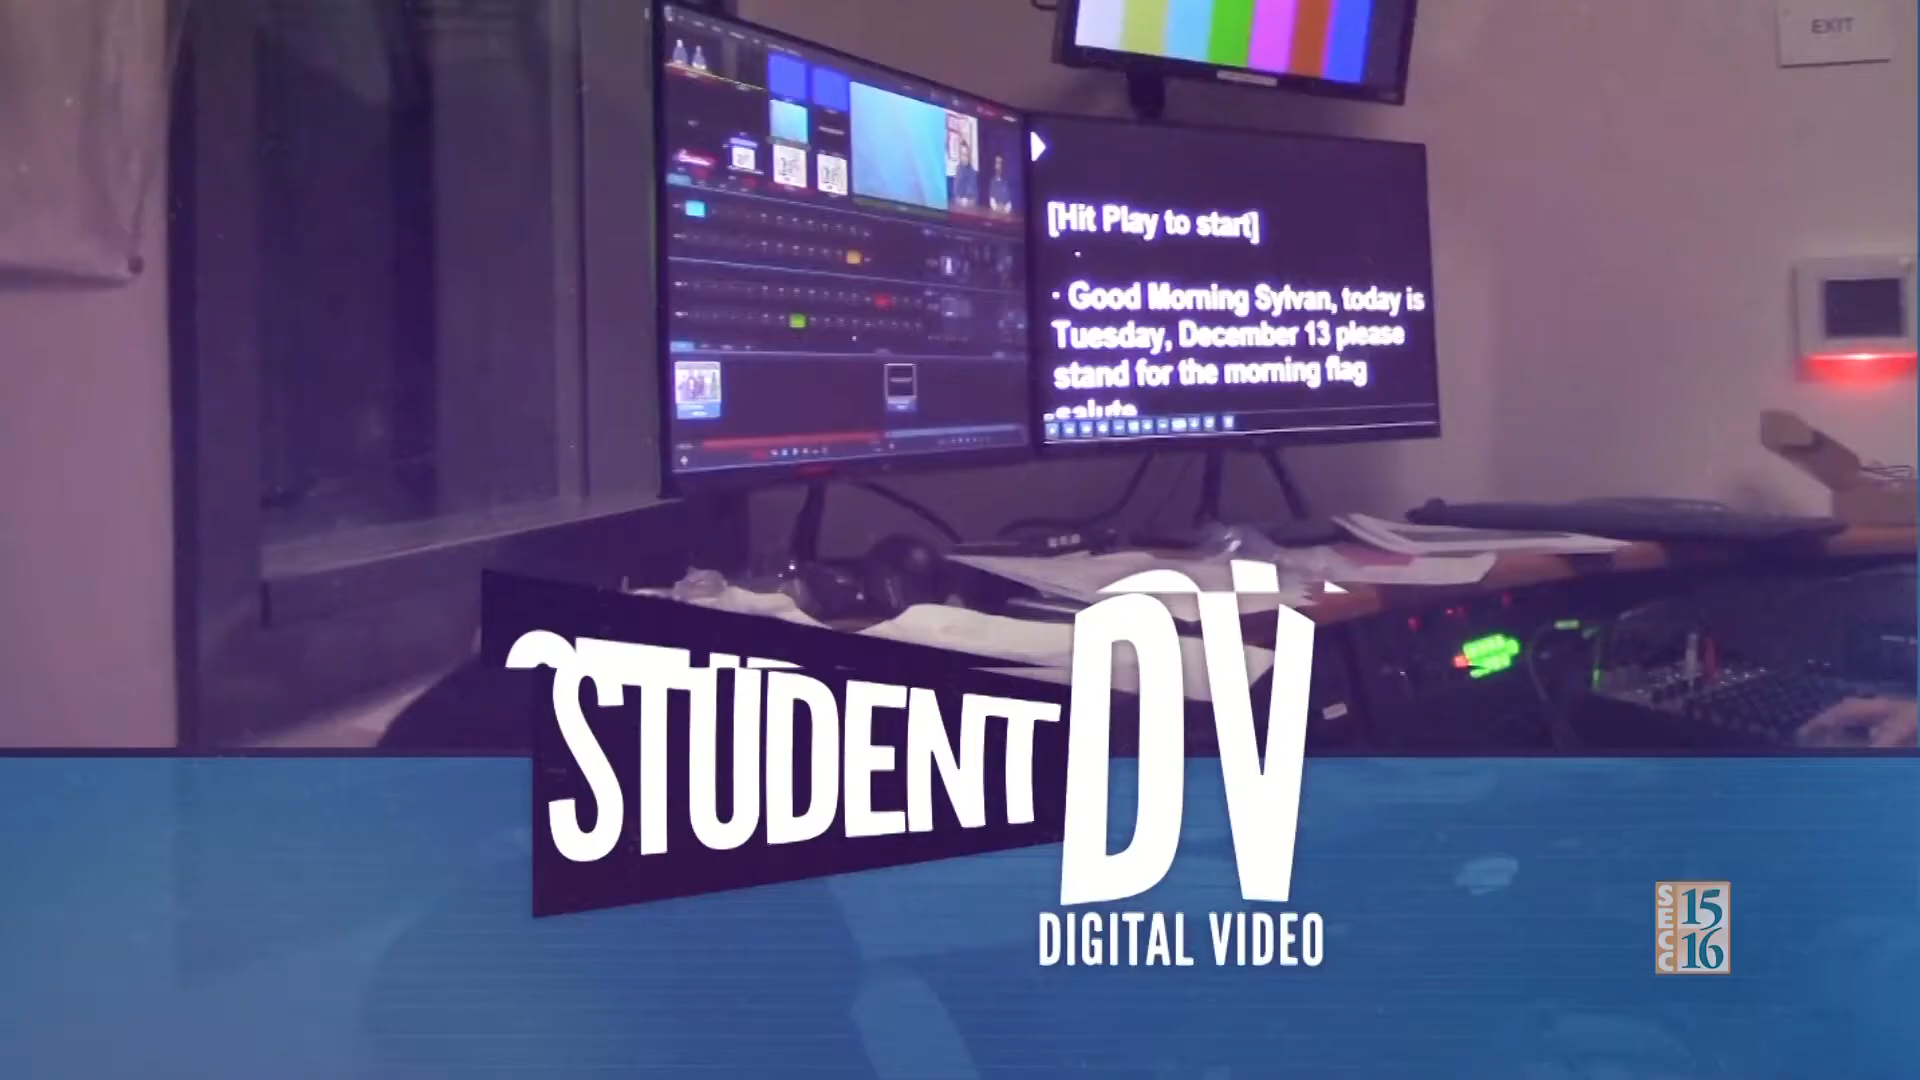 EXIT
[Hit Play to start]
· Good Morning Sylvan, today is
Tuesday, December 13 please
stand for the morning flag
salute
STUDENT DV
DIGITAL VIDEO
SECC
15
16